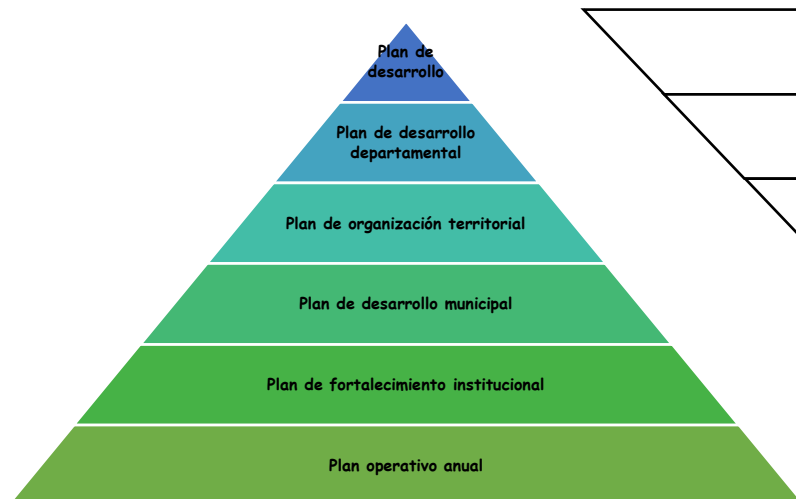 Plan de
desarrollo
Plan de desarrollo
departamental
Plan de organización territorial
Plan de desarrollo municipal
Plan de fortalecimiento institucional
Plan operativo anual